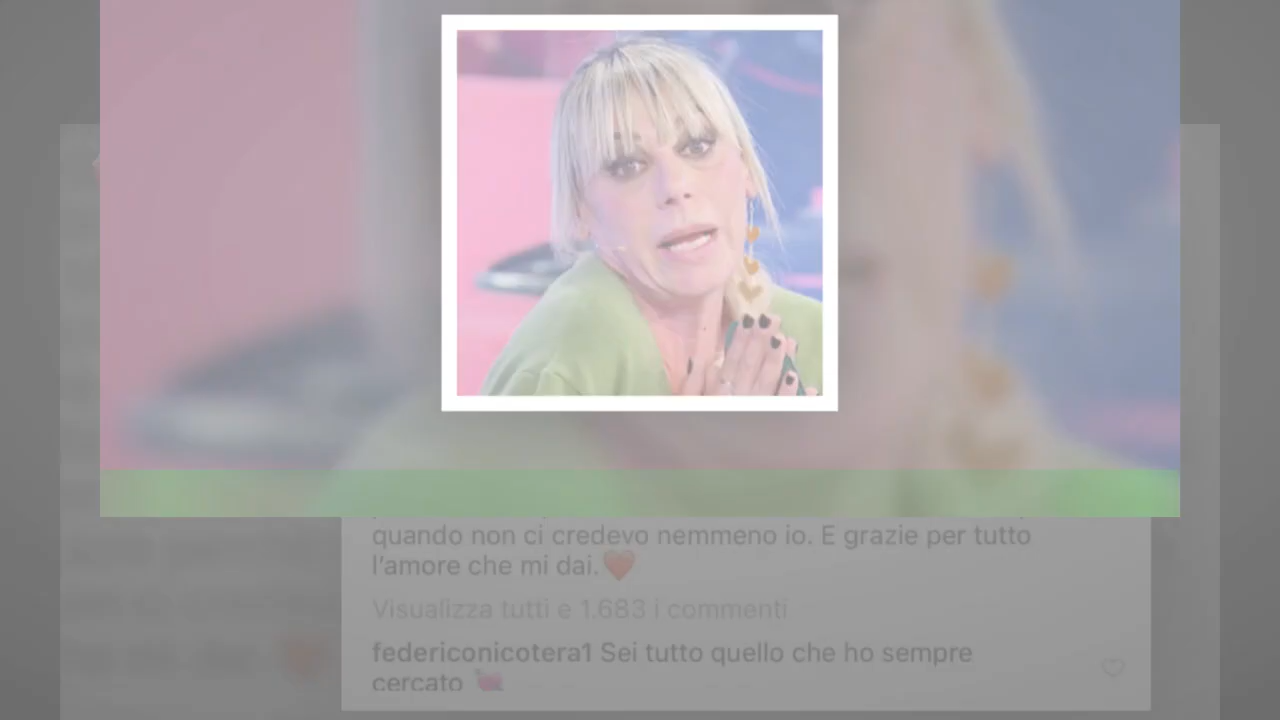 quando non ci credevo nemmeno io. E grazie per tutto
l'amore che mi dai.❤️
Visualizza tutti e 1.683 i commenti
federiconicotera1 Sei tutto quello che ho sempre
cercato 💘